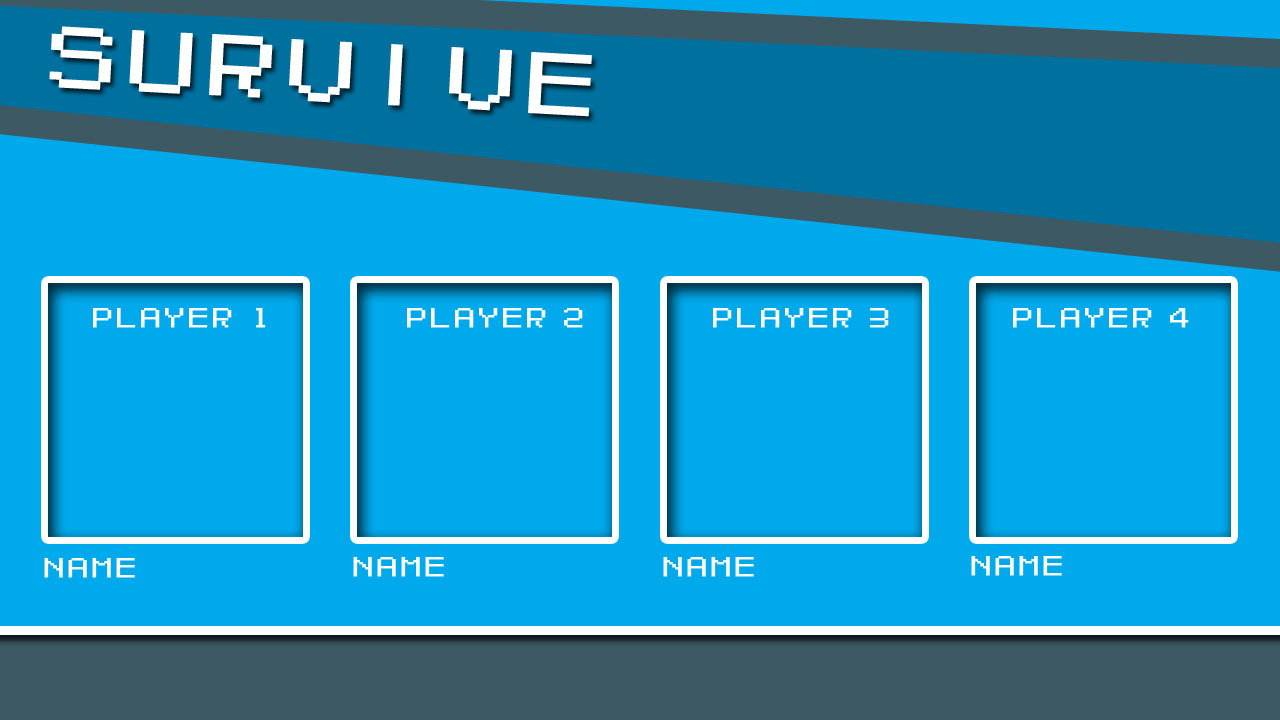 SURVIVE
PLAYER 1
PLAYER 2
PLAYER 3
PLAYER 4
NAME
NAME
NAME
NAME